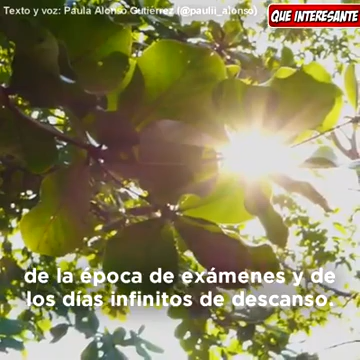 Texto y voz: Paula Alonso Gutiérrez (@paulii_alonso)
QUE INTERESANTE
de la época de exámenes y de
los días infinitos de descanso.